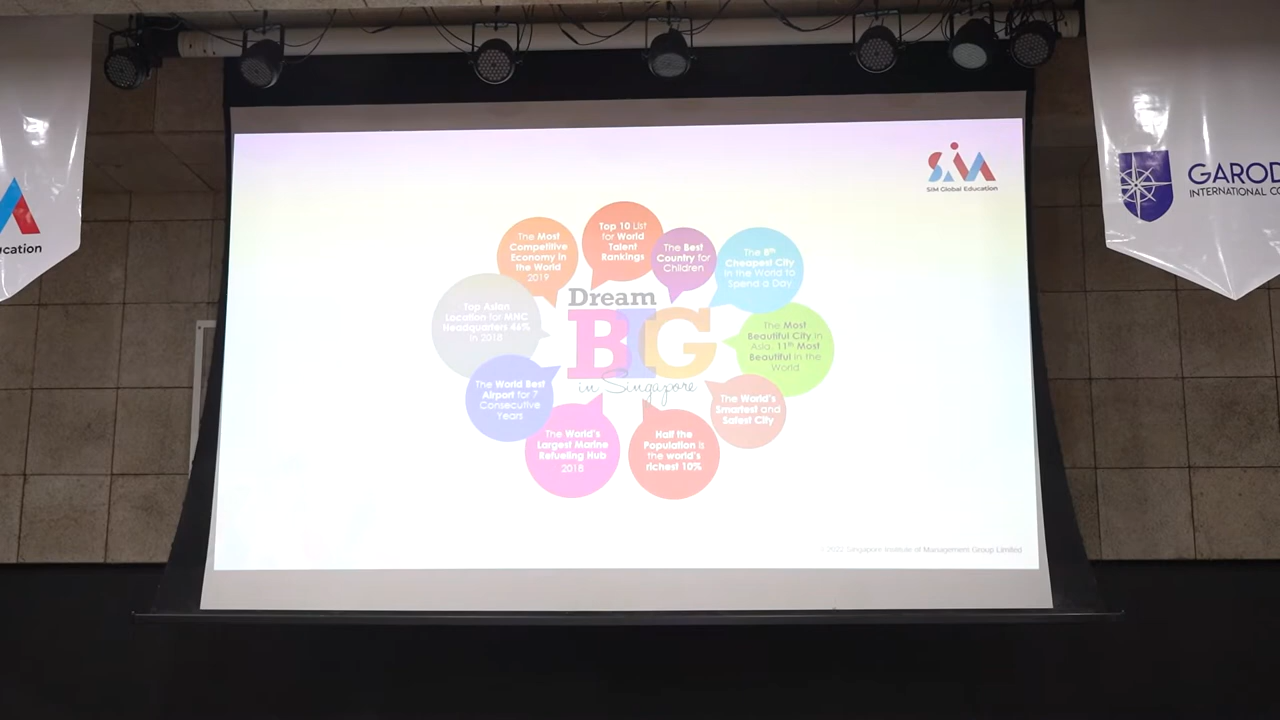 SIM
SIM Global Education
GAROD
INTERNATIONAL CO
ucation
The Most
Competitive
Economy in
the World
2019
Top 10 List
for World
Talent
Rankings
The Best
Country for
Children
The 8th
Cheapest City
in the World to
Spend a Day
Top Asian
Location for MNC
Headquarters 46%
in 2018
Dream
BIG
in Singapore
The Most
Beautiful City in
Asia, 11th Most
Beautiful in the
World
The World Best
Airport for 7
Consecutive
Years
The World's
Smartest and
Safest City
The World's
Largest Marine
Refueling Hub
2018
Half the
Population is
the world's
richest 10%
2022 Singapore Institute of Management Group Limited